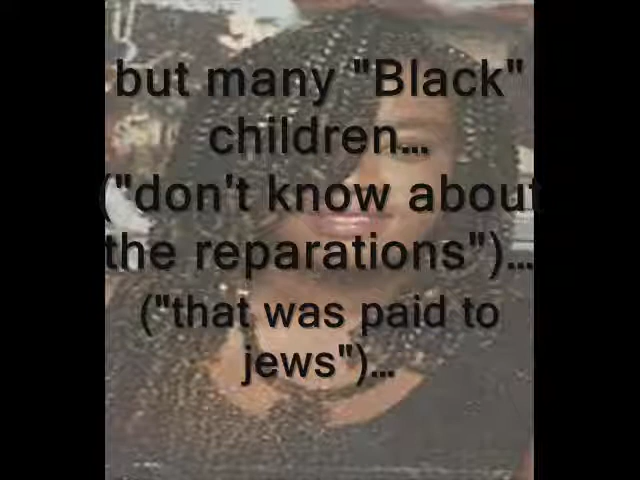 but many "Black"
children...
("don't know about
the reparations")...
("that was paid to
jews")...